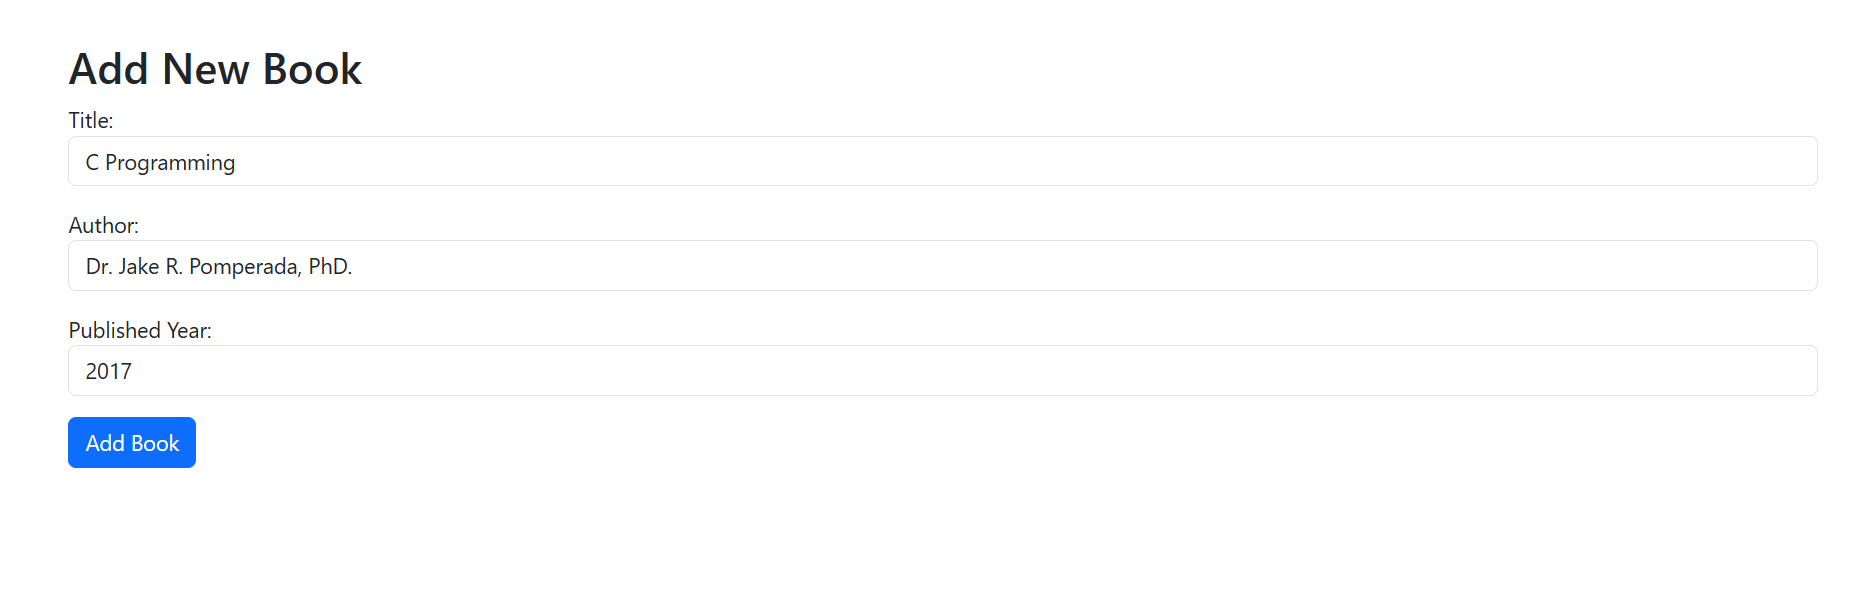 Add New Book
Title:
C Programming
Author:
Dr. Jake R. Pomperada, PhD.
Published Year:
2017
Add Book